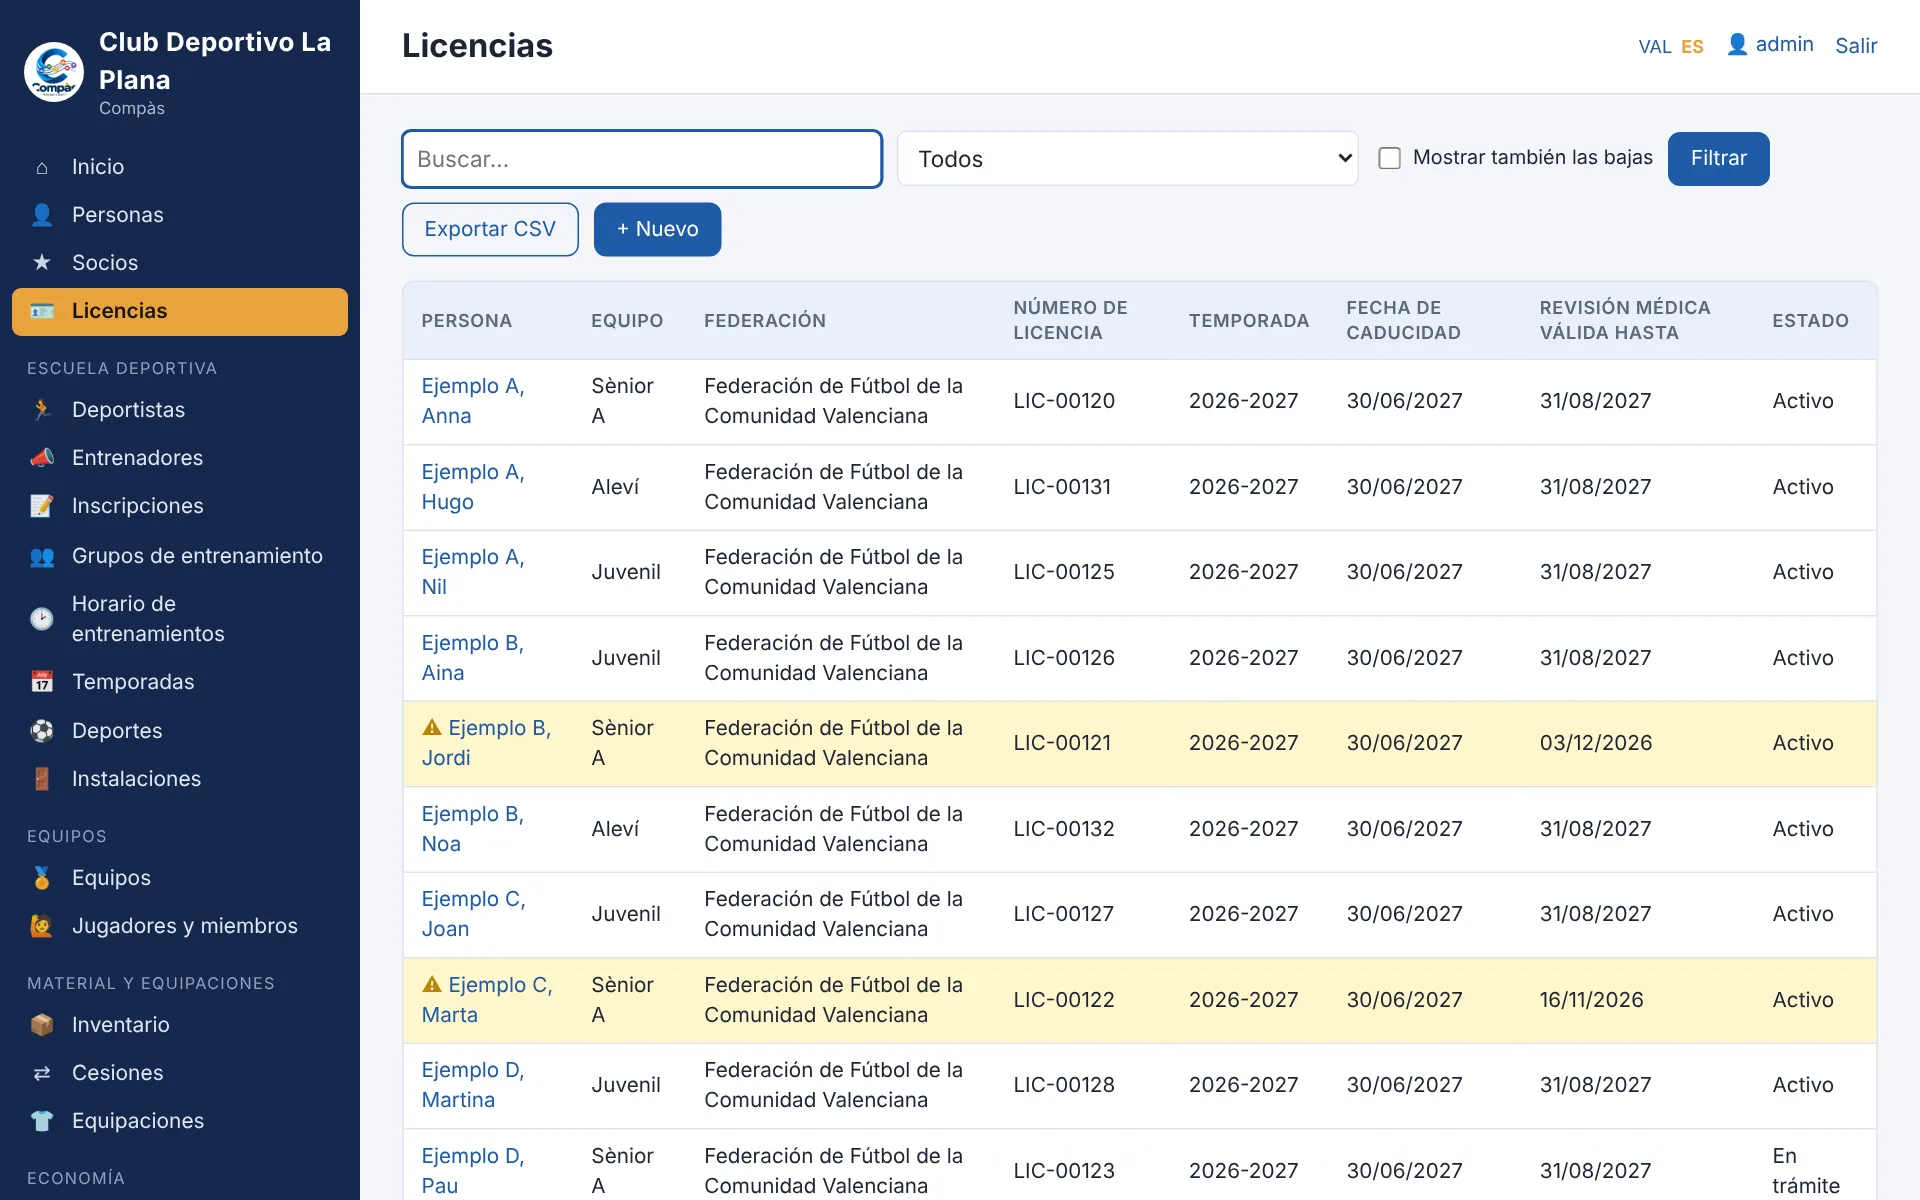 Club Deportivo La
Plana
Compàs
Inicio
Personas
Socios
Licencias
ESCUELA DEPORTIVA
Deportistas
Entrenadores
Inscripciones
Grupos de entrenamiento
Horario de
entrenamientos
Temporadas
Deportes
Instalaciones
EQUIPOS
Equipos
Jugadores y miembros
MATERIAL Y EQUIPACIONES
Inventario
Cesiones
Equipaciones
ECONOMÍA
Licencias
VAL ES admin Salir
Buscar... Todos Mostrar también las bajas Filtrar
Exportar CSV + Nuevo
PERSONA EQUIPO FEDERACIÓN NÚMERO DE LICENCIA TEMPORADA FECHA DE CADUCIDAD REVISIÓN MÉDICA VÁLIDA HASTA ESTADO
Ejemplo A, Anna Sènior A Federación de Fútbol de la Comunidad Valenciana LIC-00120 2026-2027 30/06/2027 31/08/2027 Activo
Ejemplo A, Hugo Aleví Federación de Fútbol de la Comunidad Valenciana LIC-00131 2026-2027 30/06/2027 31/08/2027 Activo
Ejemplo A, Nil Juvenil Federación de Fútbol de la Comunidad Valenciana LIC-00125 2026-2027 30/06/2027 31/08/2027 Activo
Ejemplo B, Aina Juvenil Federación de Fútbol de la Comunidad Valenciana LIC-00126 2026-2027 30/06/2027 31/08/2027 Activo
Ejemplo B, Jordi Sènior A Federación de Fútbol de la Comunidad Valenciana LIC-00121 2026-2027 30/06/2027 03/12/2026 Activo
Ejemplo B, Noa Aleví Federación de Fútbol de la Comunidad Valenciana LIC-00132 2026-2027 30/06/2027 31/08/2027 Activo
Ejemplo C, Joan Juvenil Federación de Fútbol de la Comunidad Valenciana LIC-00127 2026-2027 30/06/2027 31/08/2027 Activo
Ejemplo C, Marta Sènior A Federación de Fútbol de la Comunidad Valenciana LIC-00122 2026-2027 30/06/2027 16/11/2026 Activo
Ejemplo D, Martina Juvenil Federación de Fútbol de la Comunidad Valenciana LIC-00128 2026-2027 30/06/2027 31/08/2027 Activo
Ejemplo D, Pau Sènior A Federación de Fútbol de la Comunidad Valenciana LIC-00123 2026-2027 30/06/2027 31/08/2027 En trámite